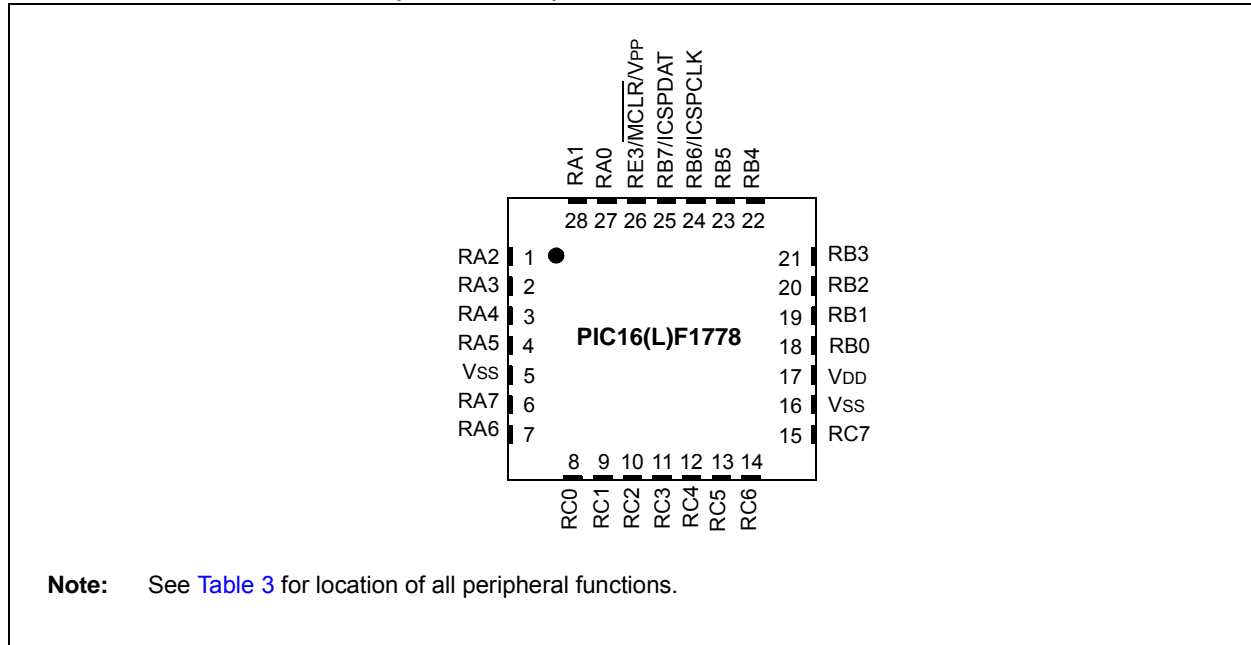 RA1
RA0
RE3/MCLR/VPP
RB7/ICSPDAT
RB6/ICSPCLK
RB5
RB4
28 27 26 25 24 23 22
RA2 1 21 RB3
RA3 2 20 RB2
RA4 3 19 RB1
RA5 4 18 RB0
PIC16(L)F1778
VSS 5 17 VDD
RA7 6 16 VSS
RA6 7 15 RC7
8 9 10 11 12 13 14
RC0
RC1
RC2
RC3
RC4
RC5
RC6
Note: See Table 3 for location of all peripheral functions.